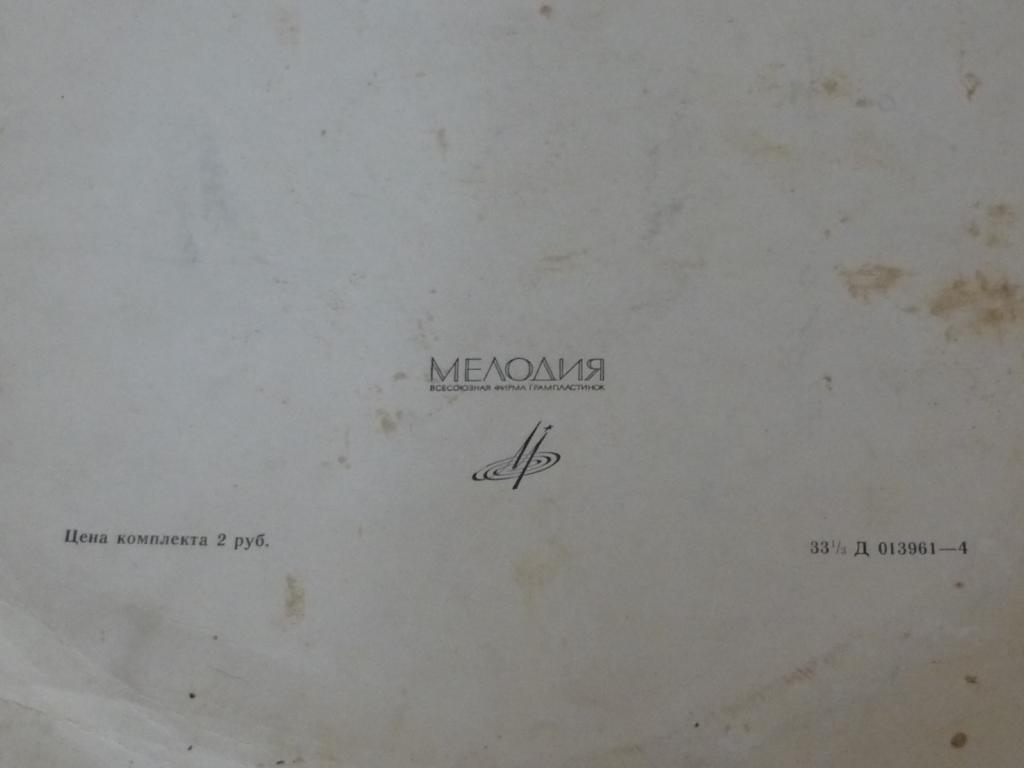 МЕЛОДИЯ
ВСЕСОЮЗНАЯ ФИРМА ГРАМПЛАСТИНОК
Цена комплекта 2 руб.
33⅓ Д 013961—4